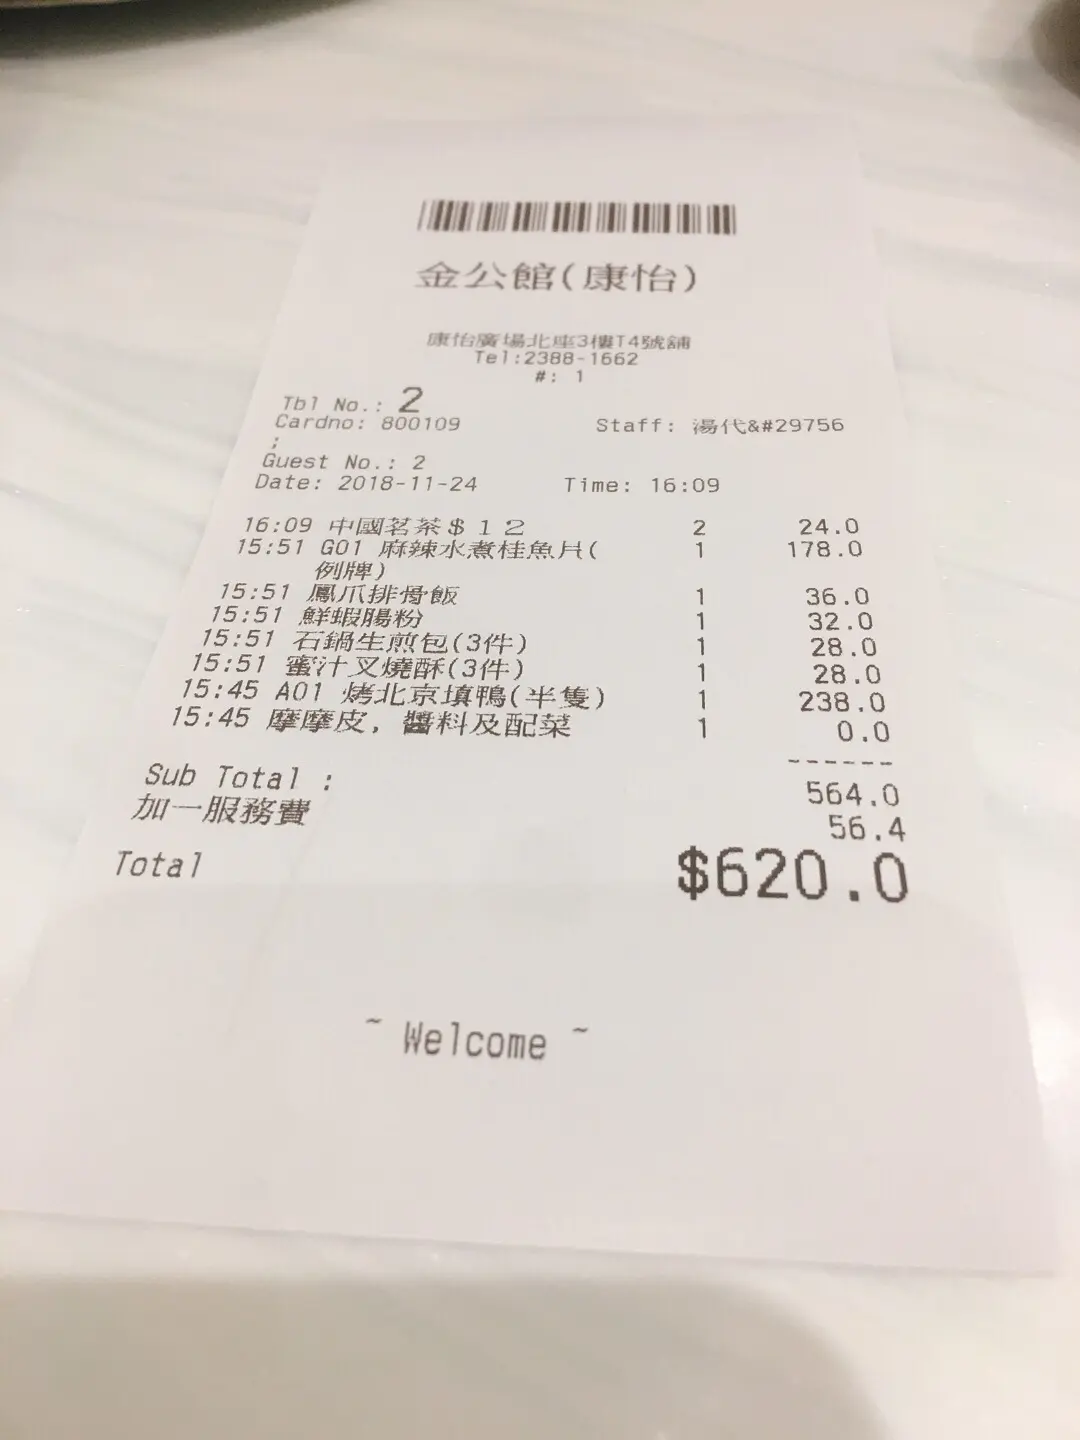 金公館(康怡)
康怡廣場北座3樓T4號舖
Tel:2388-1662
#: 1
Tbl No.: 2
Cardno: 800109 Staff: 湯代&#29756
;
Guest No.: 2
Date: 2018-11-24 Time: 16:09
16:09 中國茗茶$12 2 24.0
15:51 G01 麻辣水煮桂魚片( 1 178.0
例牌)
15:51 鳳爪排骨飯 1 36.0
15:51 鮮蝦腸粉 1 32.0
15:51 石鍋生煎包(3件) 1 28.0
15:51 蜜汁叉燒酥(3件) 1 28.0
15:45 A01 烤北京填鴨(半隻) 1 238.0
15:45 摩摩皮, 醬料及配菜 1 0.0
------
Sub Total : 564.0
加一服務費 56.4
Total $620.0
~ Welcome ~